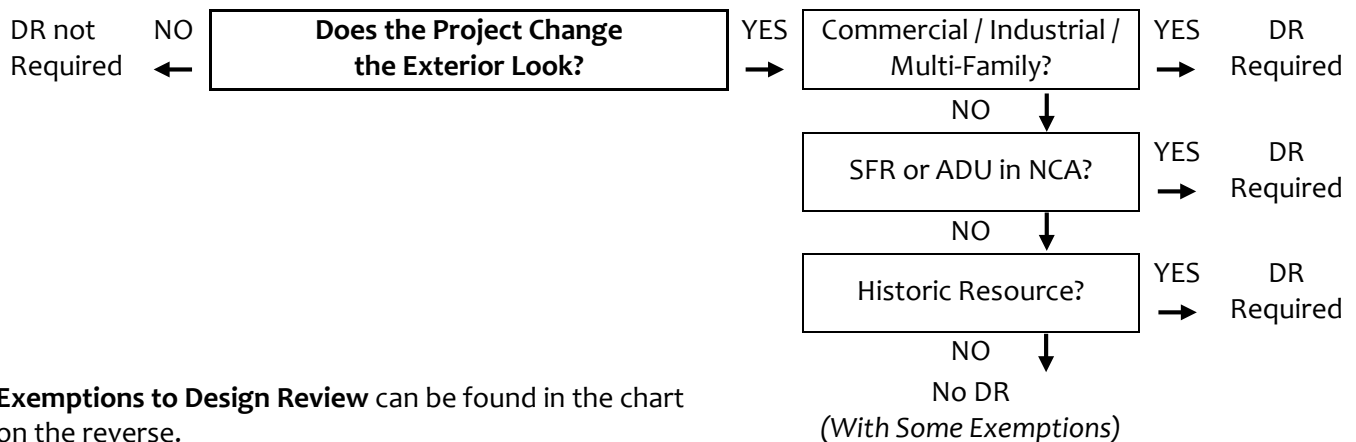 DR not NO Does the Project Change YES Commercial / Industrial / YES DR
Required the Exterior Look? Multi-Family? Required
NO
SFR or ADU in NCA? YES DR
Required
NO
Historic Resource? YES DR
Required
NO
No DR
(With Some Exemptions)
Exemptions to Design Review can be found in the chart
on the reverse.